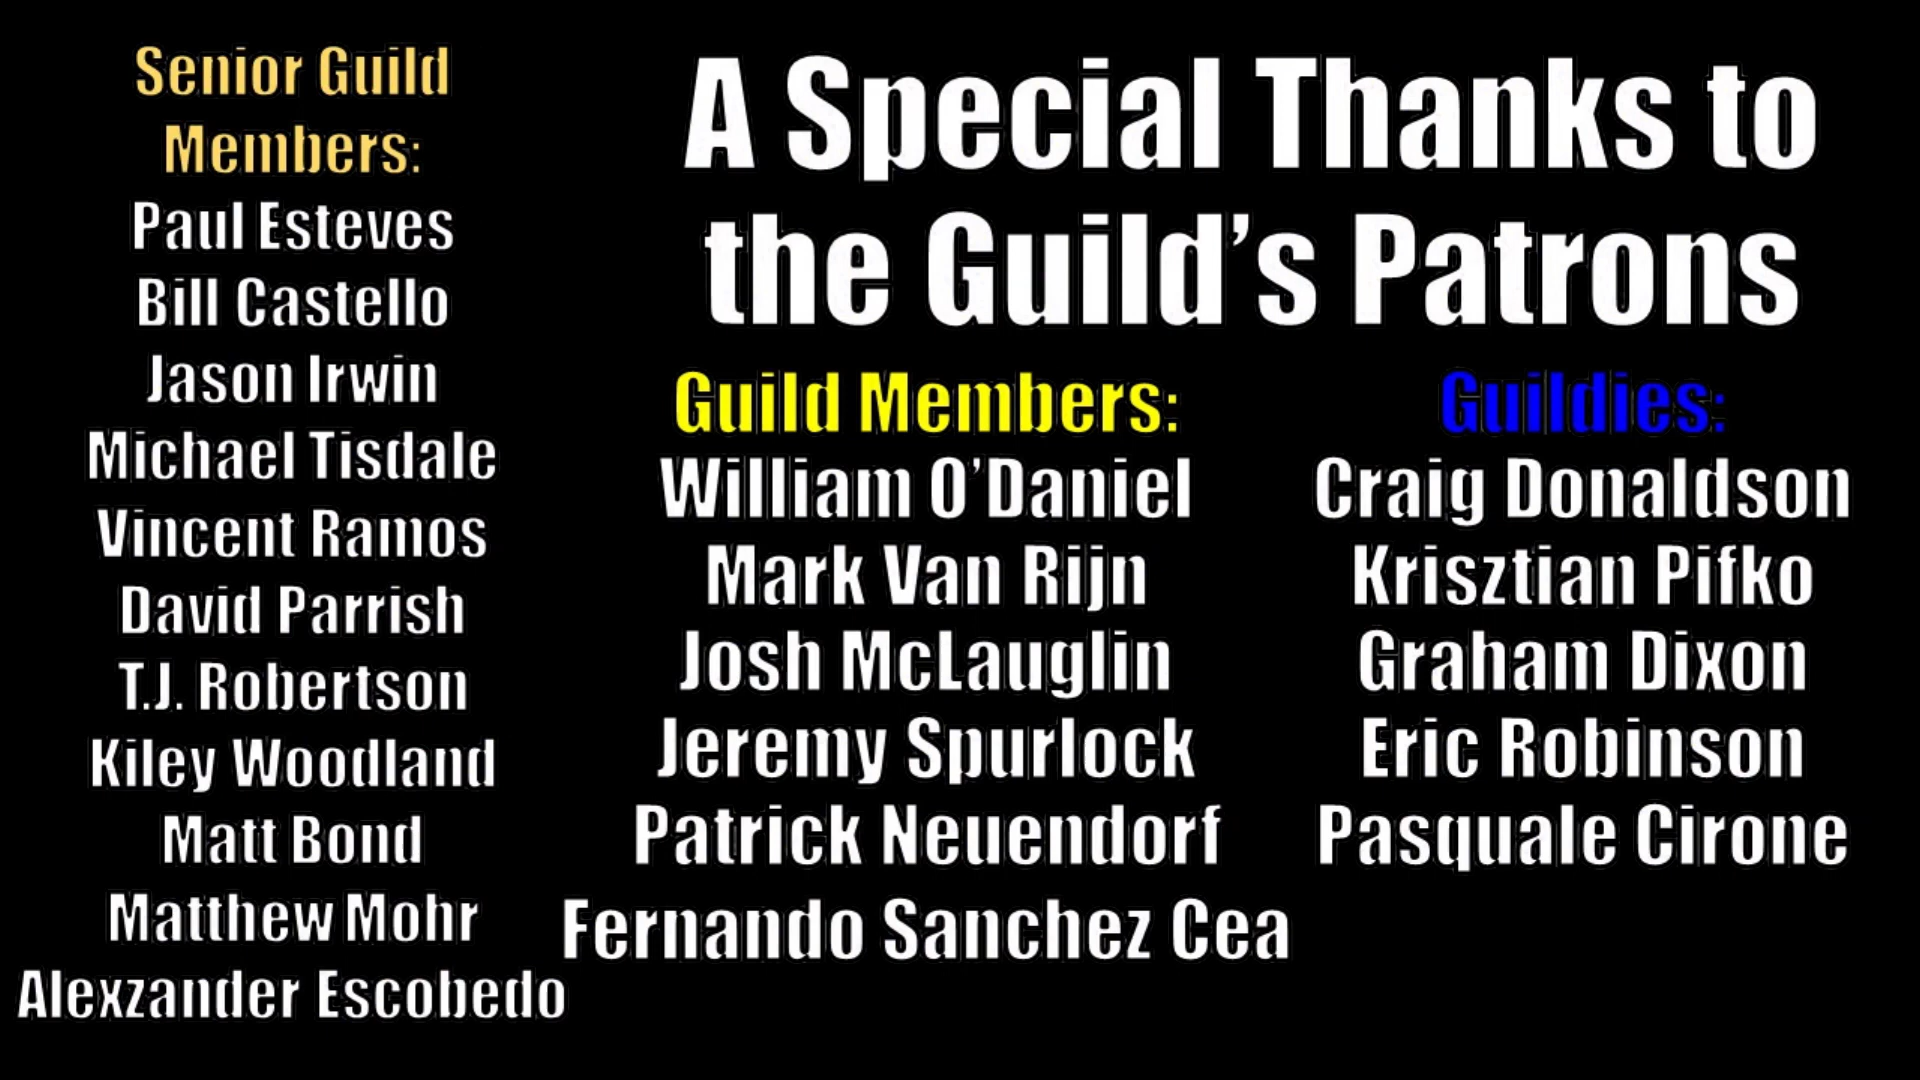 Senior Guild
Members:
Paul Esteves
Bill Castello
Jason Irwin
Michael Tisdale
Vincent Ramos
David Parrish
T.J. Robertson
Kiley Woodland
Matt Bond
Matthew Mohr
Alexzander Escobedo
A Special Thanks to
the Guild’s Patrons
Guild Members:
William O’Daniel
Mark Van Rijn
Josh McLauglin
Jeremy Spurlock
Patrick Neuendorf
Fernando Sanchez Cea
Guildies:
Craig Donaldson
Krisztian Pifko
Graham Dixon
Eric Robinson
Pasquale Cirone